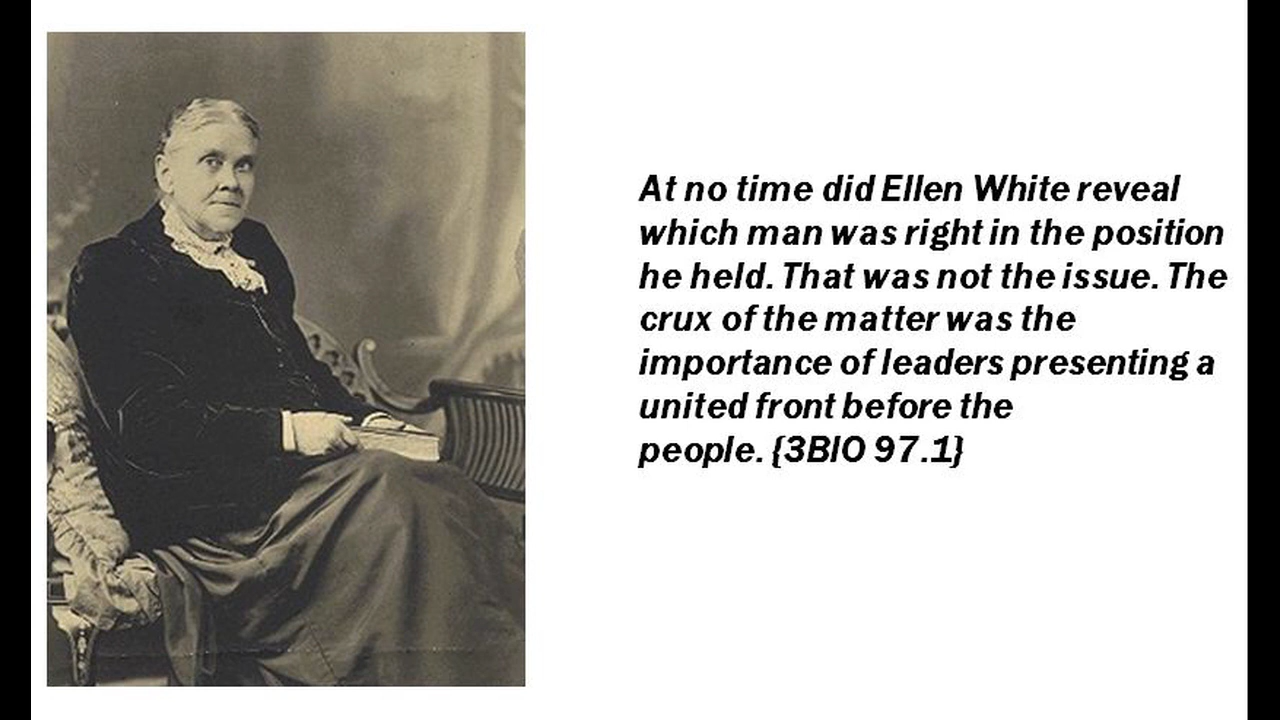 At no time did Ellen White reveal
which man was right in the position
he held. That was not the issue. The
crux of the matter was the
importance of leaders presenting a
united front before the
people. {3BIO 97.1}